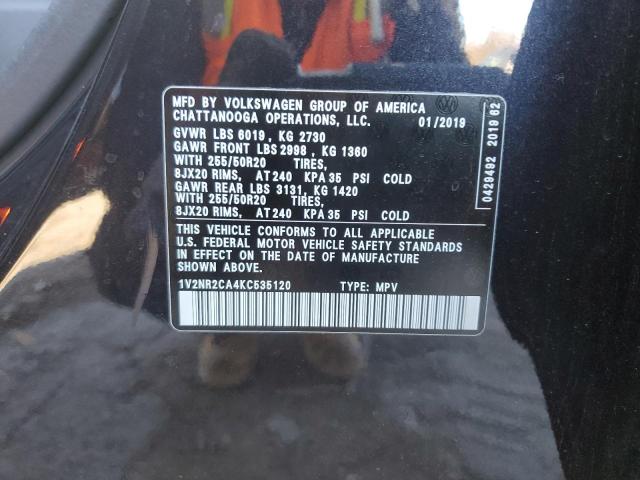 MFD BY VOLKSWAGEN GROUP OF AMERICA
CHATTANOOGA OPERATIONS, LLC. 01/2019
GVWR LBS 6019 , KG 2730
GAWR FRONT LBS 2998 , KG 1360
WITH 255/50R20 TIRES,
8JX20 RIMS, AT 240 KPA 35 PSI COLD
GAWR REAR LBS 3131, KG 1420
WITH 255/50R20 TIRES,
8JX20 RIMS, AT 240 KPA 35 PSI COLD
THIS VEHICLE CONFORMS TO ALL APPLICABLE
U.S. FEDERAL MOTOR VEHICLE SAFETY STANDARDS
IN EFFECT ON THE DATE OF MANUFACTURE
SHOWN ABOVE.
1V2NR2CA4KC535120 TYPE: MPV
0429492 2019 62